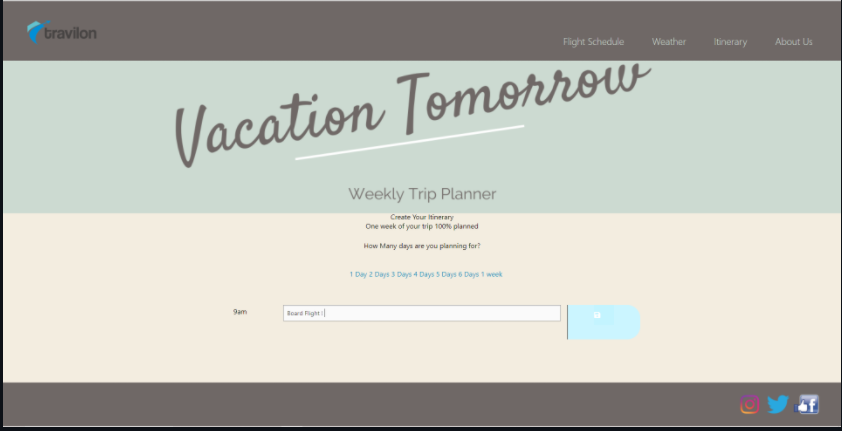 travilon
Flight Schedule Weather Itinerary About Us
Vacation Tomorrow
Weekly Trip Planner
Create Your Itinerary
One week of your trip 100% planned
How Many days are you planning for?
1 Day 2 Days 3 Days 4 Days 5 Days 6 Days 1 week
9am
Board Flight (